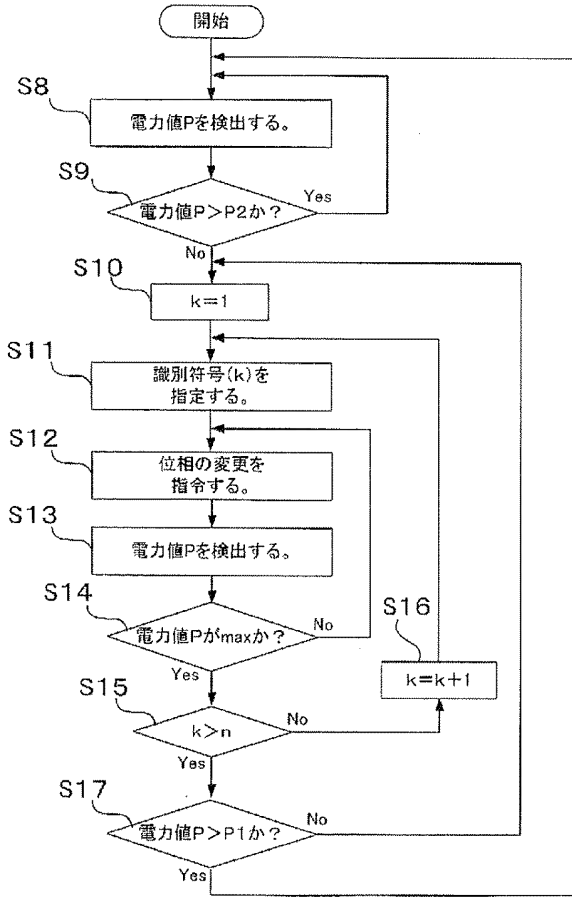 開始
S8
電力値Pを検出する。
S9
電力値P>P2か?
Yes
No
S10
k=1
S11
識別符号(k)を
指定する。
S12
位相の変更を
指令する。
S13
電力値Pを検出する。
S14
電力値Pがmaxか?
No
Yes
S16
k=k+1
S15
k>n
No
Yes
S17
電力値P>P1か?
No
Yes